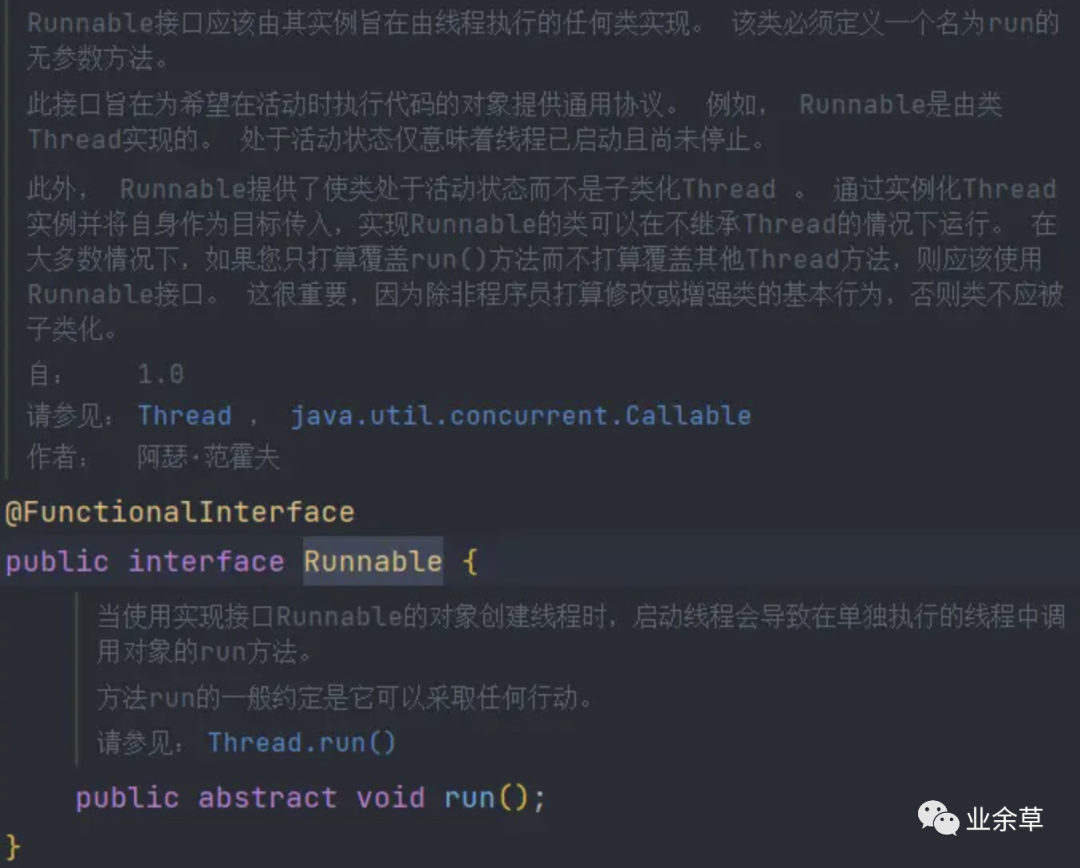 Runnable接口应该由其实例旨在由线程执行的任何类实现。 该类必须定义一个名为run的
无参数方法。
此接口旨在为希望在活动时执行代码的对象提供通用协议。 例如， Runnable是由类
Thread实现的。 处于活动状态仅意味着线程已启动且尚未停止。
此外， Runnable提供了使类处于活动状态而不是子类化Thread 。 通过实例化Thread
实例并将自身作为目标传入，实现Runnable的类可以在不继承Thread的情况下运行。 在
大多数情况下，如果您只打算覆盖run()方法而不打算覆盖其他Thread方法，则应该使用
Runnable接口。 这很重要，因为除非程序员打算修改或增强类的基本行为，否则类不应被
子类化。
自： 1.0
请参见： Thread ， java.util.concurrent.Callable
作者： 阿瑟·范霍夫
@FunctionalInterface
public interface Runnable {
当使用实现接口Runnable的对象创建线程时，启动线程会导致在单独执行的线程中调
用对象的run方法。
方法run的一般约定是它可以采取任何行动。
请参见： Thread.run()
public abstract void run();
}
业余草